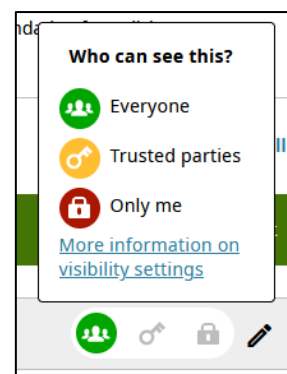 Who can see this?
Everyone
Trusted parties
Only me
More information on
visibility settings